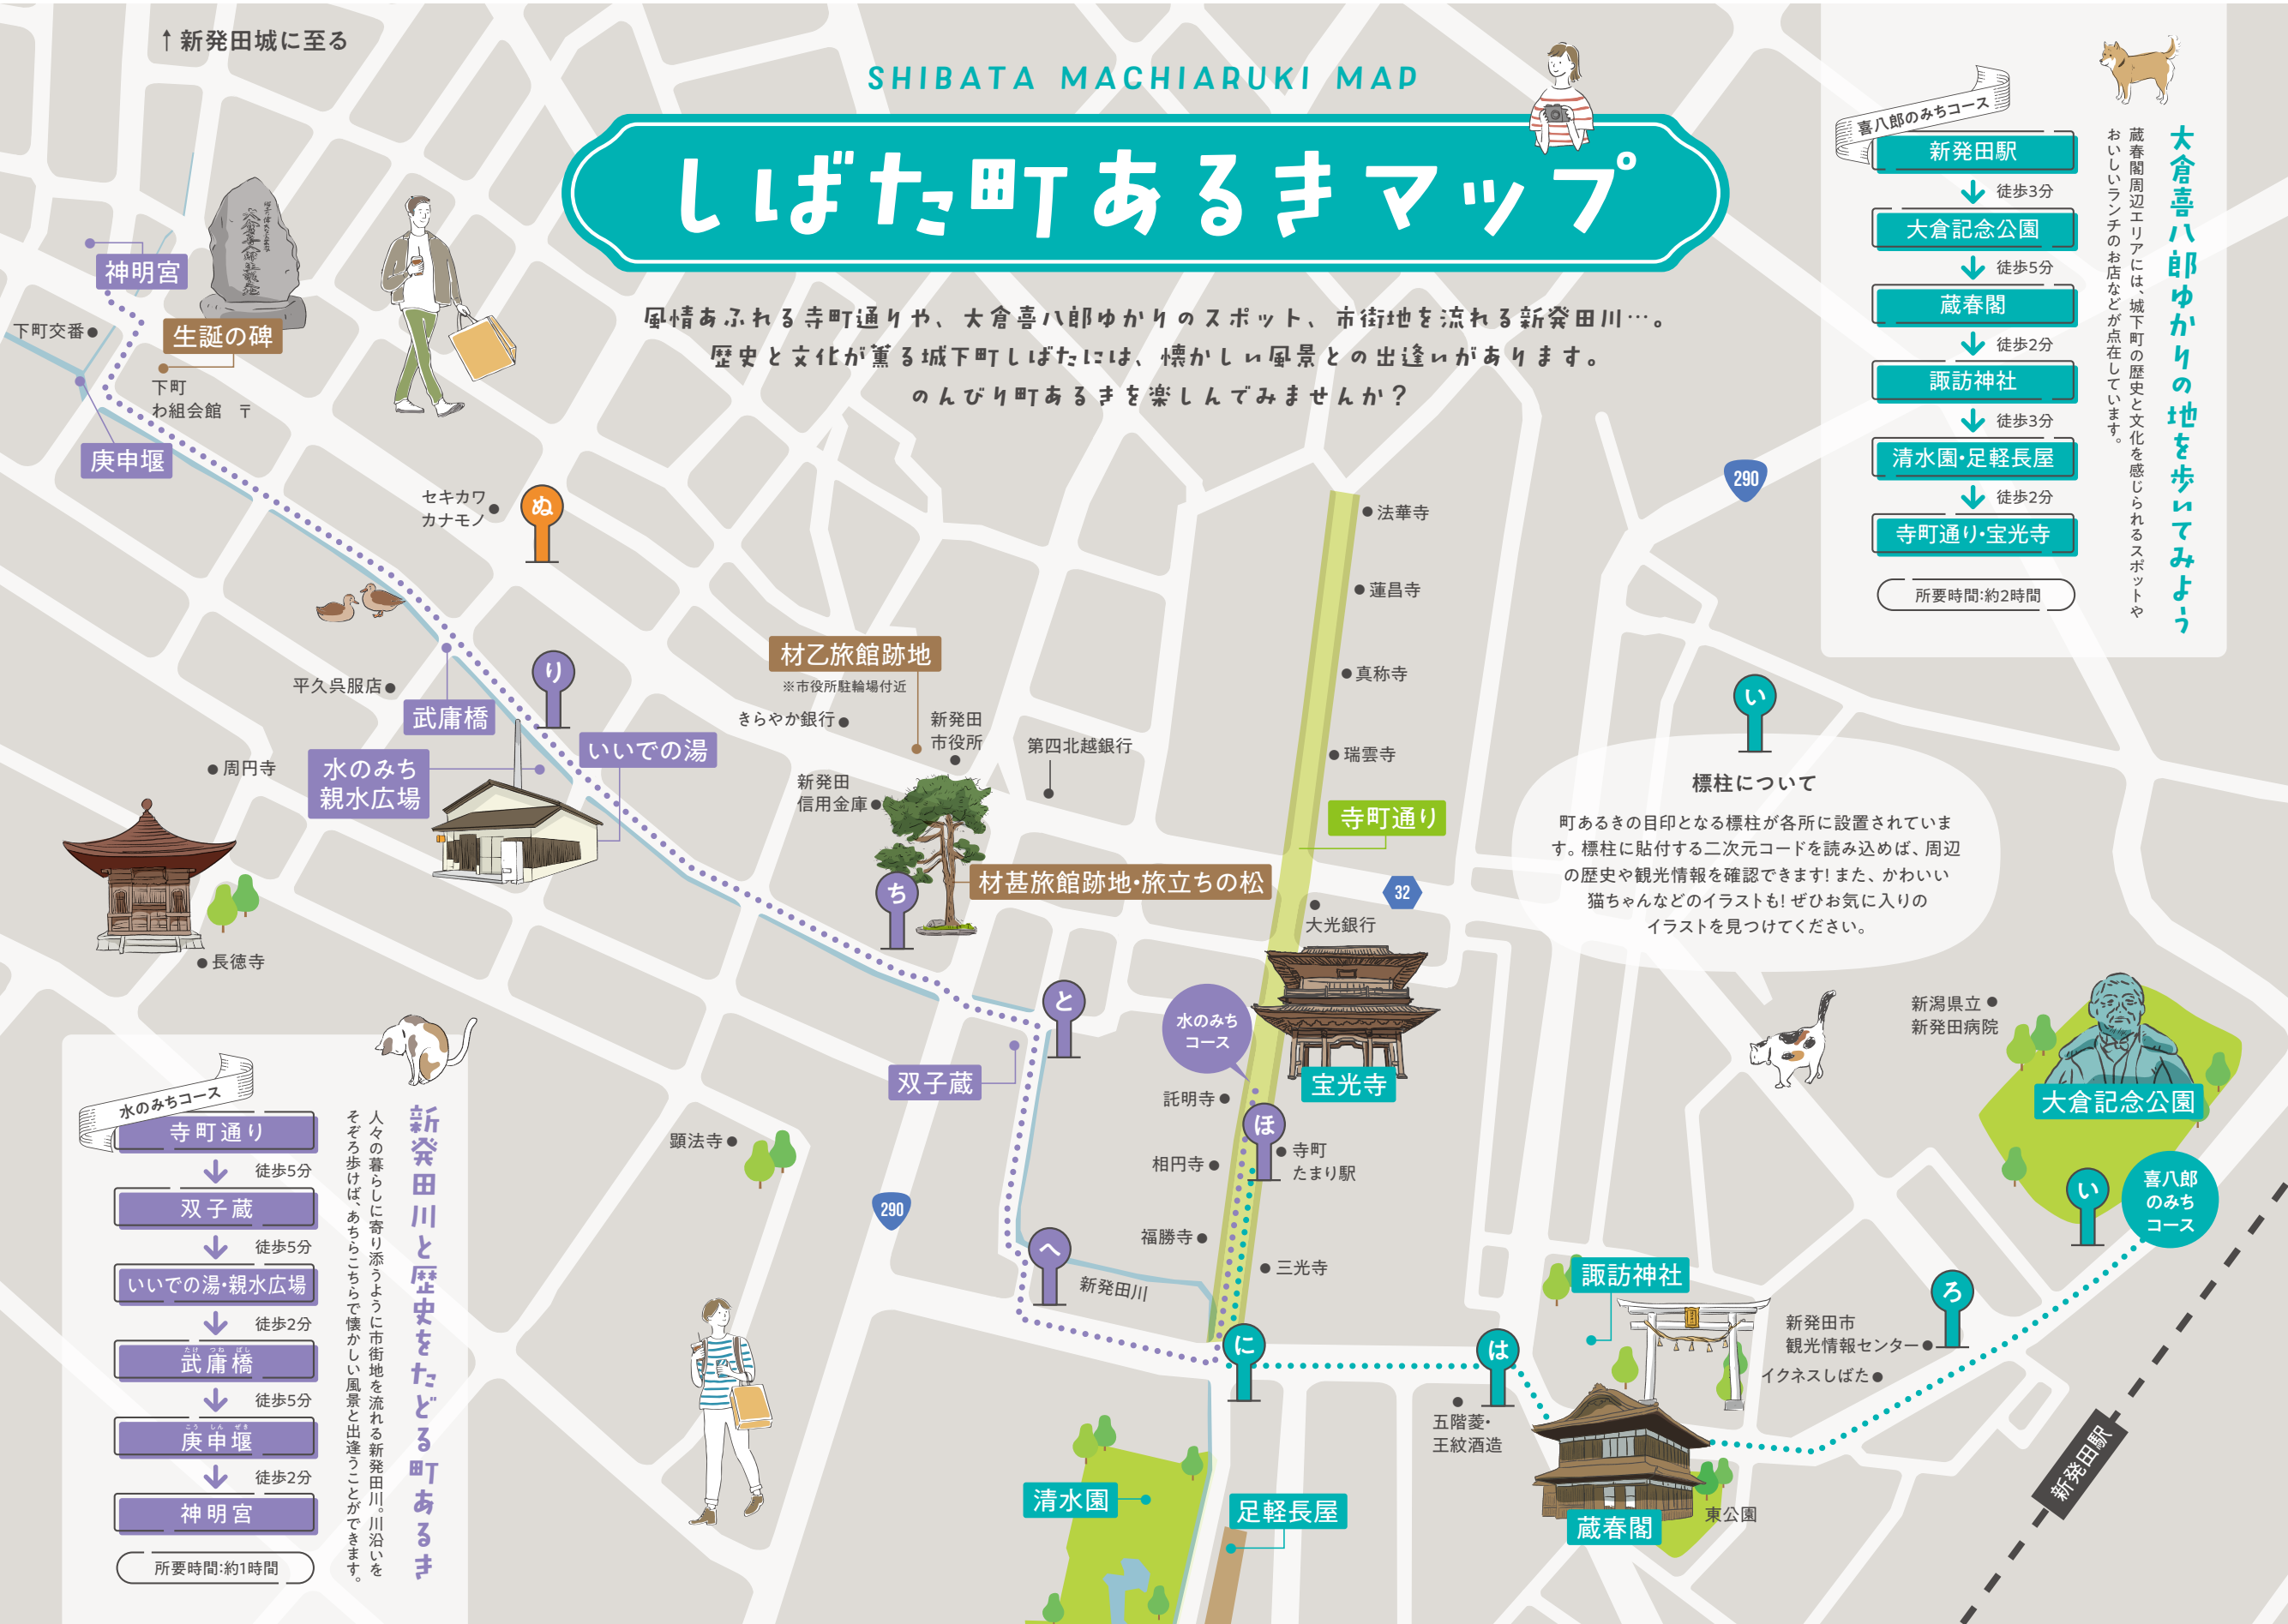 ↑新発田城に至る
SHIBATA MACHIARUKI MAP
しばた町あるきマップ
風情あふれる寺町通りや、大倉喜八郎ゆかりのスポット、市街地を流れる新発田川…。
歴史と文化が薫る城下町しばたには、懐かしい風景との出逢いがあります。
のんびり町あるきを楽しんでみませんか？
大倉喜八郎ゆかりの地を歩いてみよう
蔵春閣周辺エリアには、城下町の歴史と文化を感じられるスポットや
おいしいランチのお店などが点在しています。
喜八郎のみちコース
新発田駅
徒歩3分
大倉記念公園
徒歩5分
蔵春閣
徒歩2分
諏訪神社
徒歩3分
清水園・足軽長屋
徒歩2分
寺町通り・宝光寺
所要時間:約2時間
神明宮
下町交番
生誕の碑
下町
わ組会館 〒
庚申堰
セキカワ
カナモノ
ぬ
290
法華寺
蓮昌寺
真称寺
瑞雲寺
寺町通り
32
大光銀行
平久呉服店
武庸橋
り
水のみち
親水広場
いいでの湯
周円寺
長徳寺
材乙旅館跡地
※市役所駐輪場付近
きらやか銀行
新発田
市役所
第四北越銀行
新発田
信用金庫
ち
材甚旅館跡地・旅立ちの松
い
標柱について
町あるきの目印となる標柱が各所に設置されていま
す。標柱に貼付する二次元コードを読み込めば、周辺
の歴史や観光情報を確認できます!また、かわいい
猫ちゃんなどのイラストも!ぜひお気に入りの
イラストを見つけてください。
と
双子蔵
水のみち
コース
宝光寺
託明寺
ほ
寺町
たまり駅
相円寺
福勝寺
三光寺
顕法寺
290
へ
新発田川
に
は
五階菱・
王紋酒造
諏訪神社
新発田市
観光情報センター
イクネスしばた
ろ
新潟県立
新発田病院
大倉記念公園
い
喜八郎
のみち
コース
新発田駅
蔵春閣
東公園
清水園
足軽長屋
新発田川と歴史をたどる町あるき
人々の暮らしに寄り添うように市街地を流れる新発田川。川沿いを
そぞろ歩けば、あちらこちらで懐かしい風景と出逢うことができます。
水のみちコース
寺町通り
徒歩5分
双子蔵
徒歩5分
いいでの湯・親水広場
徒歩2分
たけ つね ばし
武庸橋
徒歩5分
こう しん ぜき
庚申堰
徒歩2分
神明宮
所要時間:約1時間